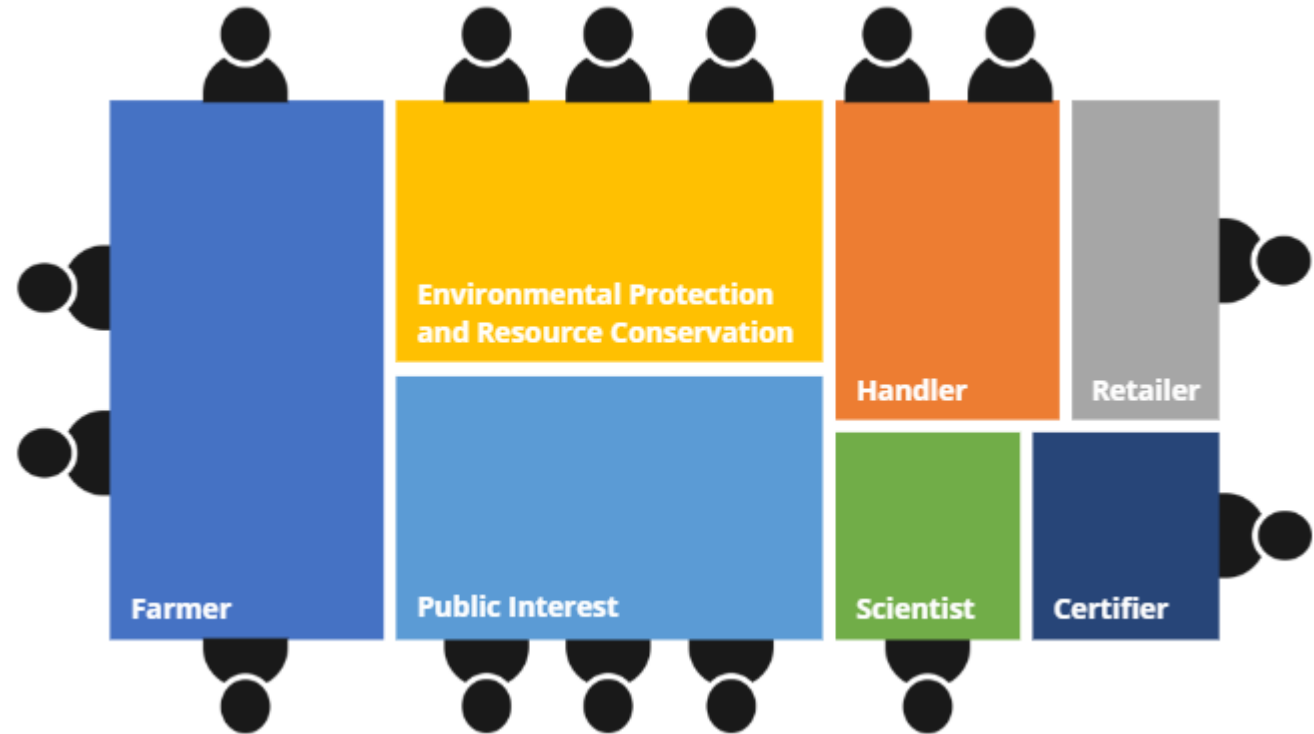 Environmental Protection
and Resource Conservation
Handler
Retailer
Farmer
Public Interest
Scientist
Certifier